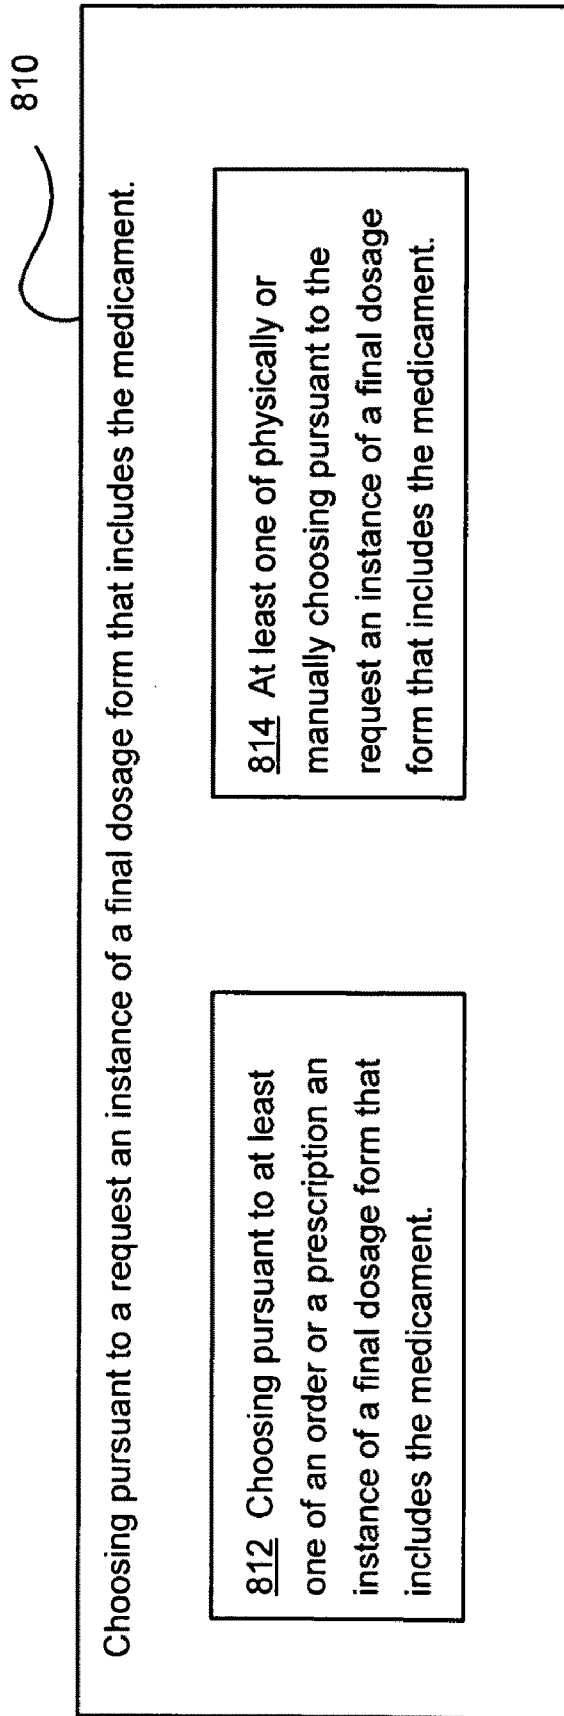 810
Choosing pursuant to a request an instance of a final dosage form that includes the medicament.
812 Choosing pursuant to at least
one of an order or a prescription an
instance of a final dosage form that
includes the medicament.
814 At least one of physically or
manually choosing pursuant to the
request an instance of a final dosage
form that includes the medicament.